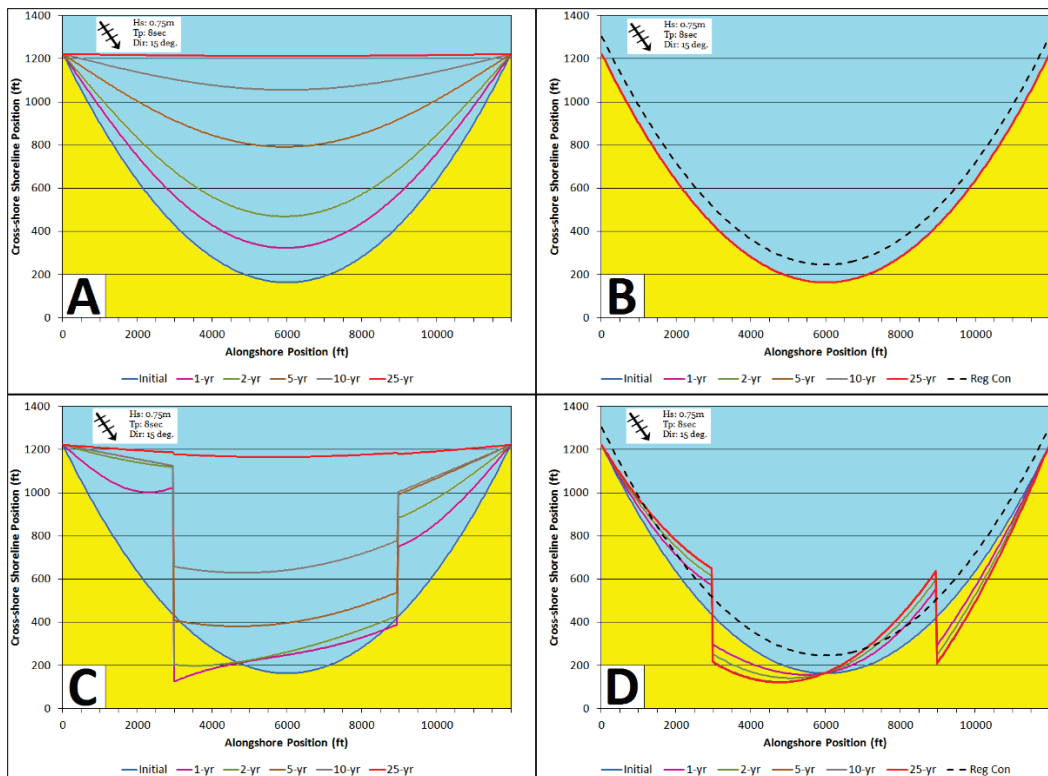 Hs: 0.75m
Tp: 8sec
Dir: 15 deg.
Cross-shore Shoreline Position (ft)
1400
1200
1000
800
600
400
200
0
A
0 2000 4000 6000 8000 10000
Alongshore Position (ft)
Initial 1-yr 2-yr 5-yr 10-yr 25-yr
Hs: 0.75m
Tp: 8sec
Dir: 15 deg.
Cross-shore Shoreline Position (ft)
1400
1200
1000
800
600
400
200
0
B
0 2000 4000 6000 8000 10000
Alongshore Position (ft)
Initial 1-yr 2-yr 5-yr 10-yr 25-yr Reg Con
Hs: 0.75m
Tp: 8sec
Dir: 15 deg.
Cross-shore Shoreline Position (ft)
1400
1200
1000
800
600
400
200
0
C
0 2000 4000 6000 8000 10000
Alongshore Position (ft)
Initial 1-yr 2-yr 5-yr 10-yr 25-yr
Hs: 0.75m
Tp: 8sec
Dir: 15 deg.
Cross-shore Shoreline Position (ft)
1400
1200
1000
800
600
400
200
0
D
0 2000 4000 6000 8000 10000
Alongshore Position (ft)
Initial 1-yr 2-yr 5-yr 10-yr 25-yr Reg Con